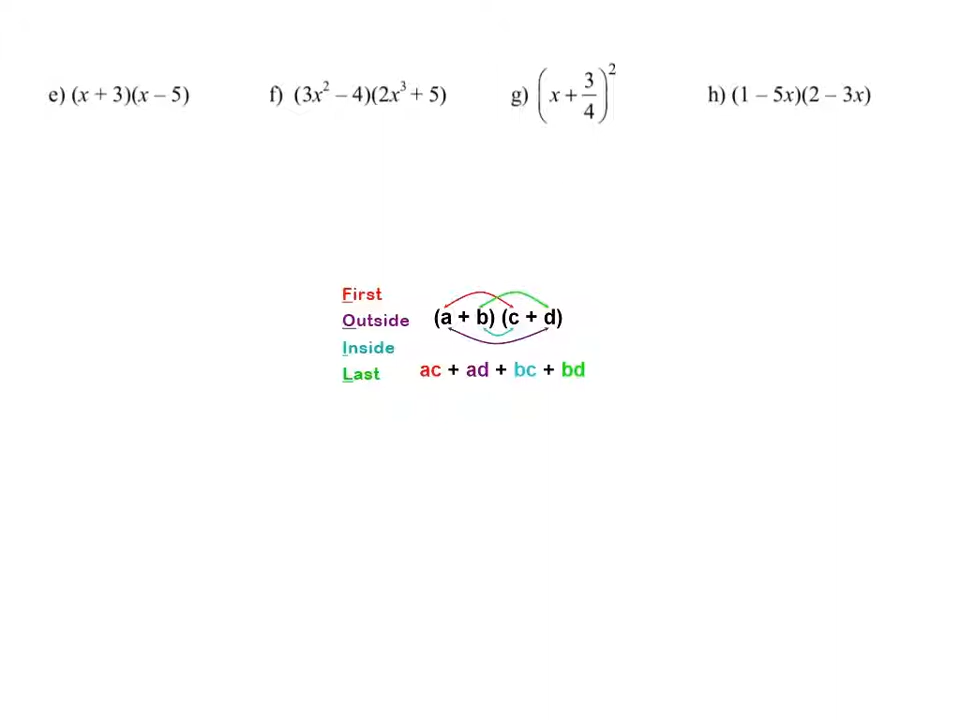 e) (x + 3)(x – 5) f) (3x² – 4)(2x³ + 5) g) (x + 3/4)² h) (1 – 5x)(2 – 3x)
First
Outside (a + b) (c + d)
Inside
Last ac + ad + bc + bd